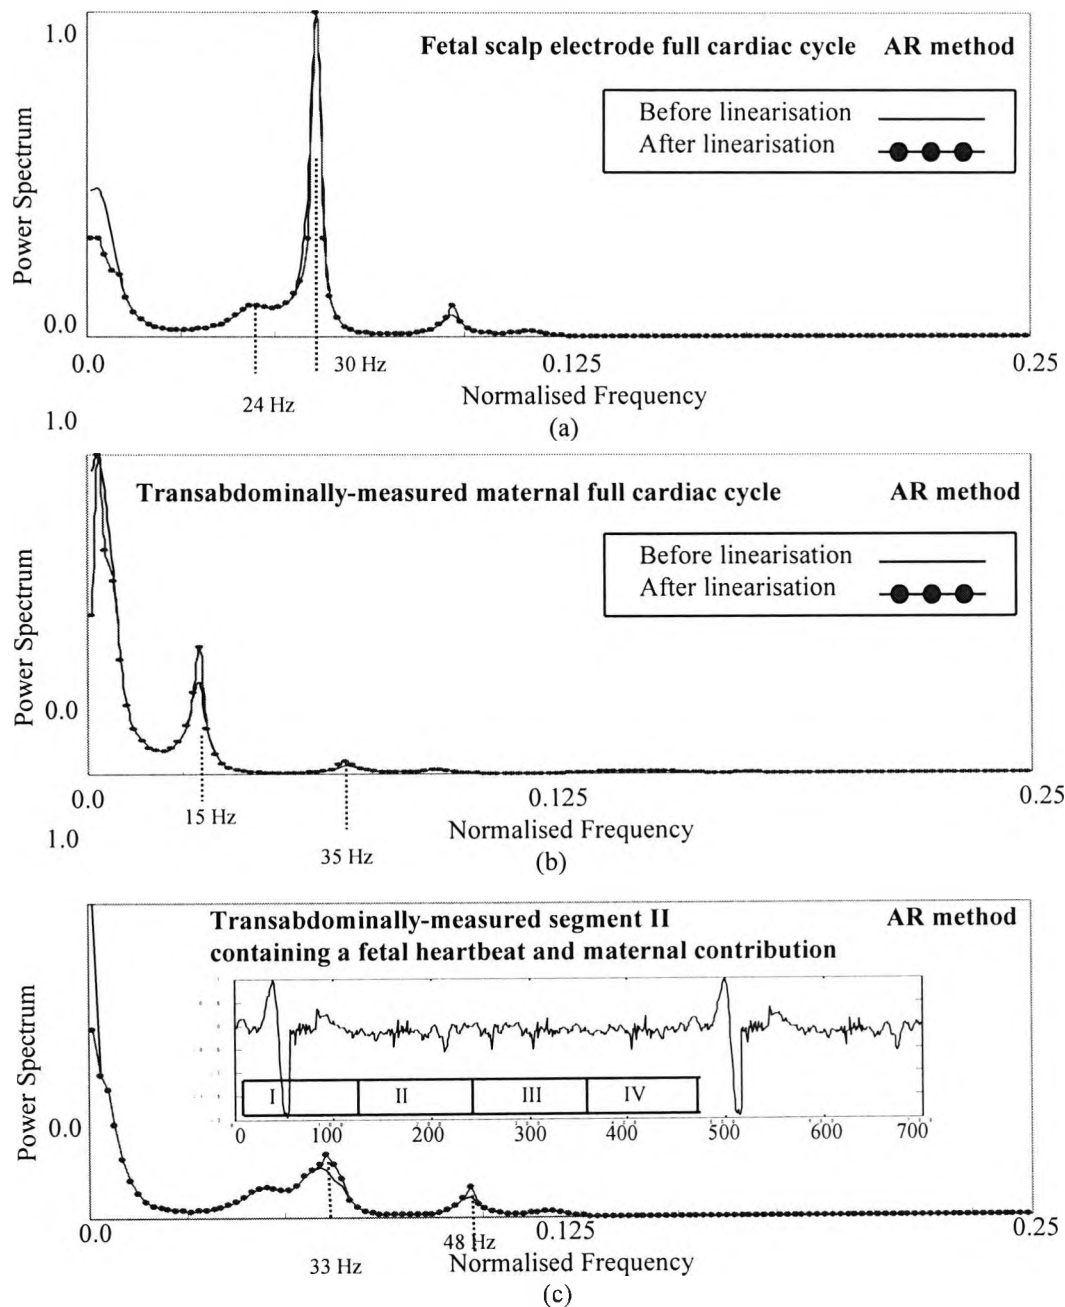 1.0
Fetal scalp electrode full cardiac cycle AR method
Before linearisation
After linearisation
Power Spectrum
0.0
0.0 0.125 0.25
30 Hz
24 Hz
Normalised Frequency
(a)
1.0
Transabdominally-measured maternal full cardiac cycle AR method
Before linearisation
After linearisation
Power Spectrum
0.0
0.0 0.125 0.25
15 Hz
35 Hz
Normalised Frequency
(b)
1.0
Transabdominally-measured segment II AR method
containing a fetal heartbeat and maternal contribution
Power Spectrum
I II III IV
0 100 200 300 400 500 600 700
0.0
0.0 0.125 0.25
48 Hz
33 Hz
Normalised Frequency
(c)